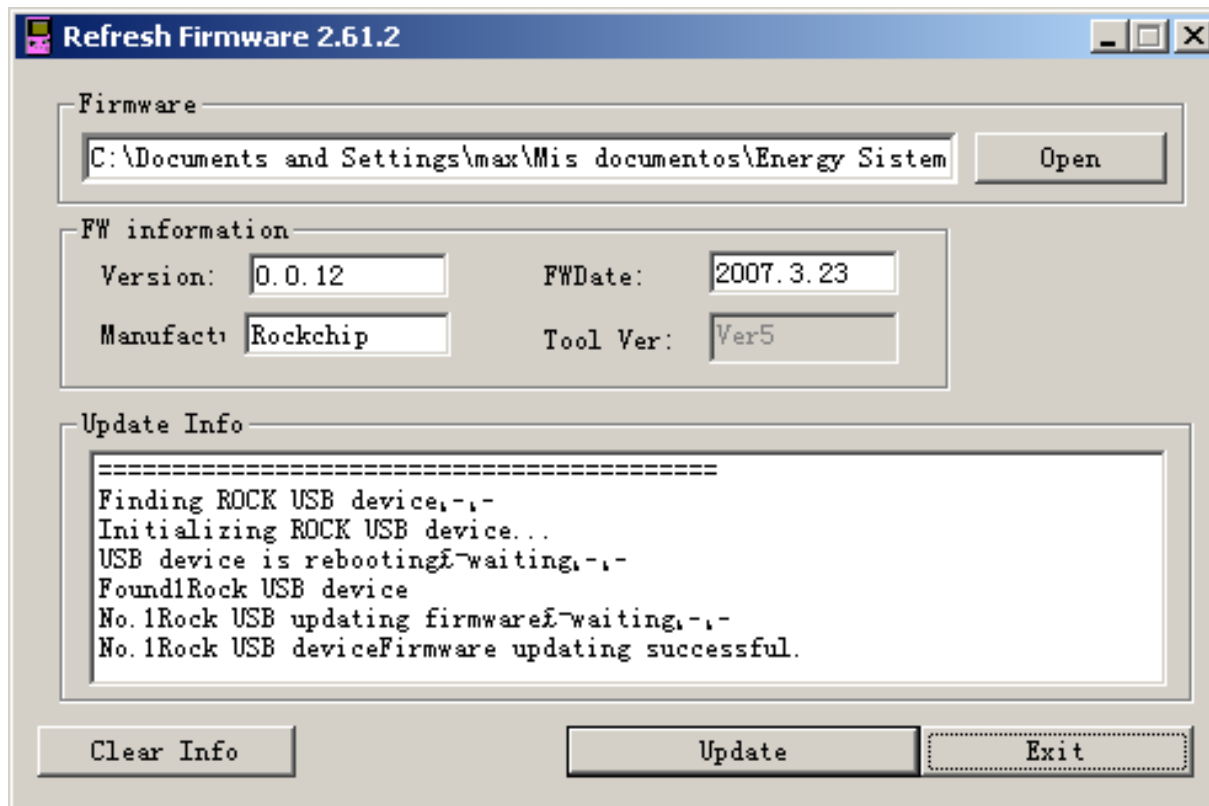 Refresh Firmware 2.61.2
Firmware
C:\Documents and Settings\max\Mis documentos\Energy Sistem
Open
FW information
Version: 0.0.12 FWDate: 2007.3.23
Manufact Rockchip Tool Ver: Ver5
Update Info
==========================================
Finding ROCK USB device¡-¡-
Initializing ROCK USB device...
USB device is rebooting£¬waiting¡-¡-
Found1Rock USB device
No.1Rock USB updating firmware£¬waiting¡-¡-
No.1Rock USB deviceFirmware updating successful.
Clear Info Update Exit